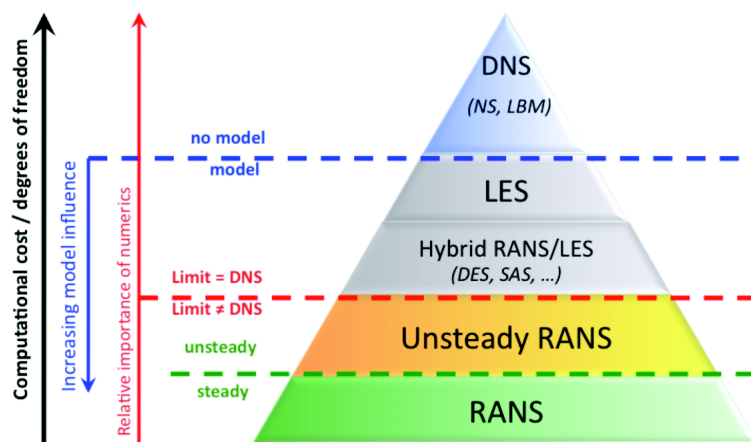 Computational cost / degrees of freedom
Increasing model influence
Relative importance of numerics
no model
model
Limit = DNS
Limit ≠ DNS
unsteady
steady
DNS
(NS, LBM)
LES
Hybrid RANS/LES
(DES, SAS, ...)
Unsteady RANS
RANS